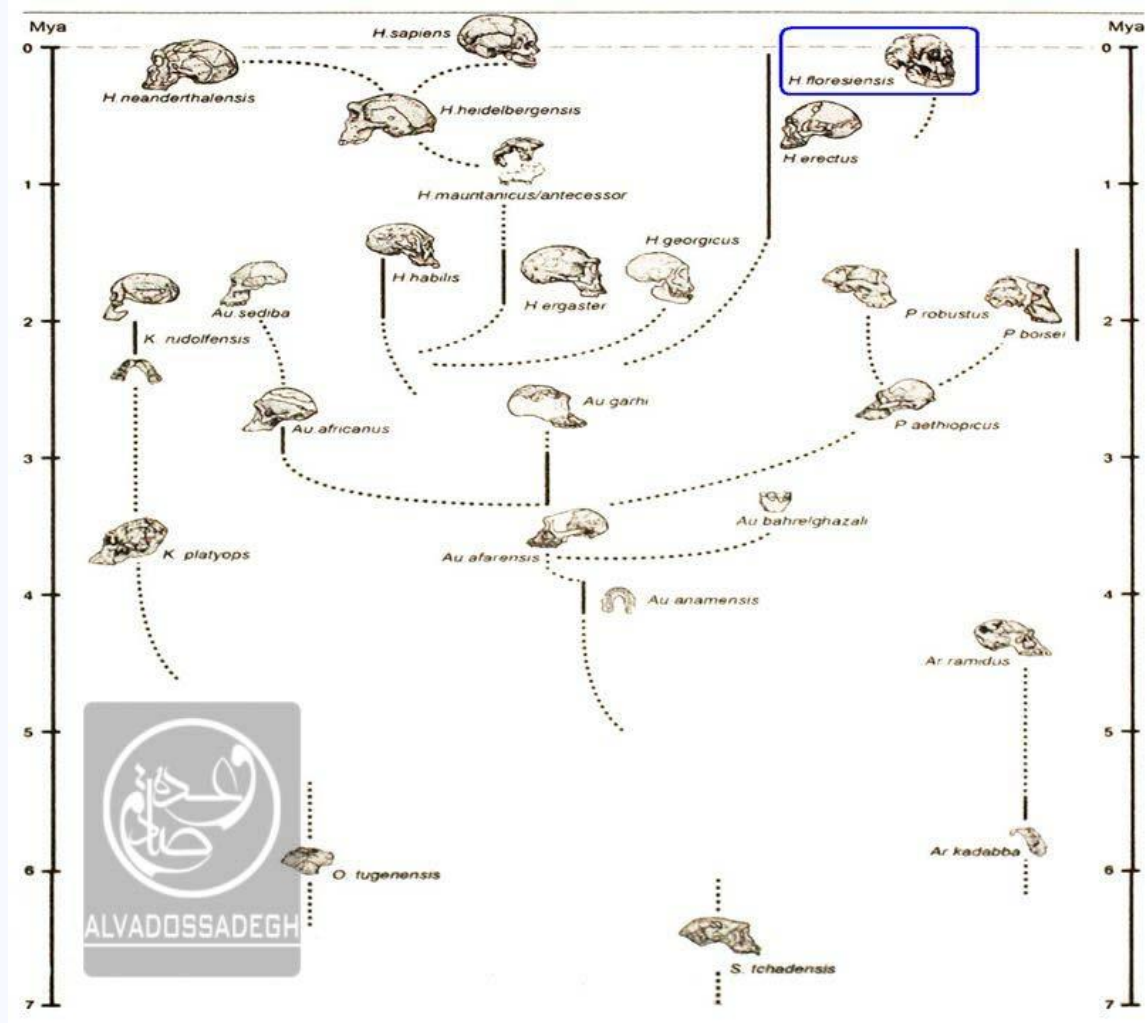 Mya
Mya
0
0
H.sapiens
H.neanderthalensis
H.heidelbergensis
H.floresiensis
H.erectus
1
1
H.mauritanicus/antecessor
H.georgicus
H.habilis
H.ergaster
Au.sediba
P.robustus
2
2
K. rudolfensis
P.boisei
Au.garhi
Au.africanus
P.aethiopicus
3
3
Au.bahrelghazali
K. platyops
Au.afarensis
4
4
Au.anamensis
Ar.ramidus
5
5
وعده
صادق
Ar.kadabba
6
6
O. tugenensis
ALVADOSSADEGH
S. tchadensis
7
7